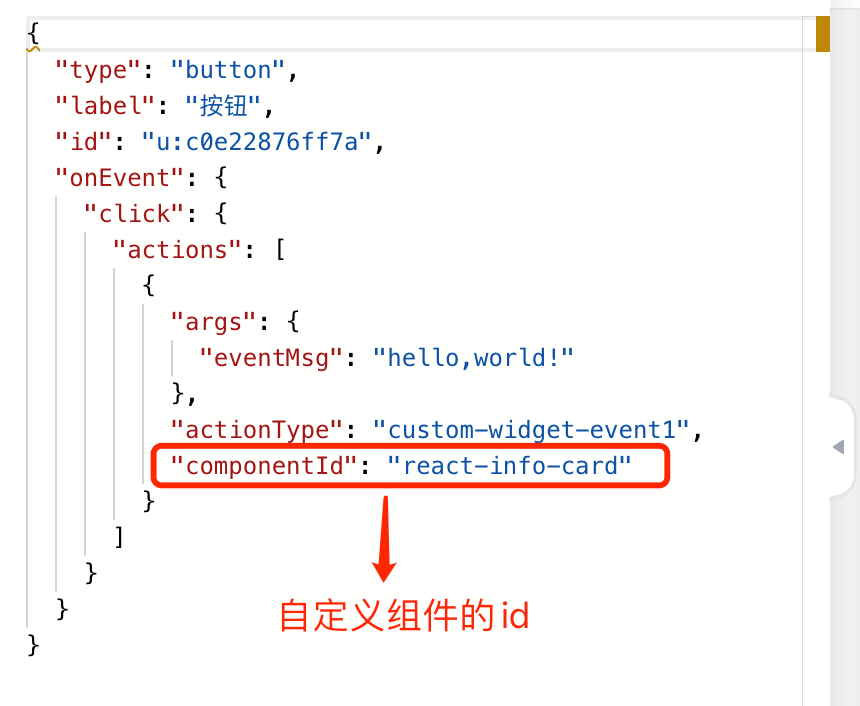 {
"type": "button",
"label": "按钮",
"id": "u:c0e22876ff7a",
"onEvent": {
"click": {
"actions": [
{
"args": {
"eventMsg": "hello,world!"
},
"actionType": "custom-widget-event1",
"componentId": "react-info-card"
}
]
}
}
}
自定义组件的id